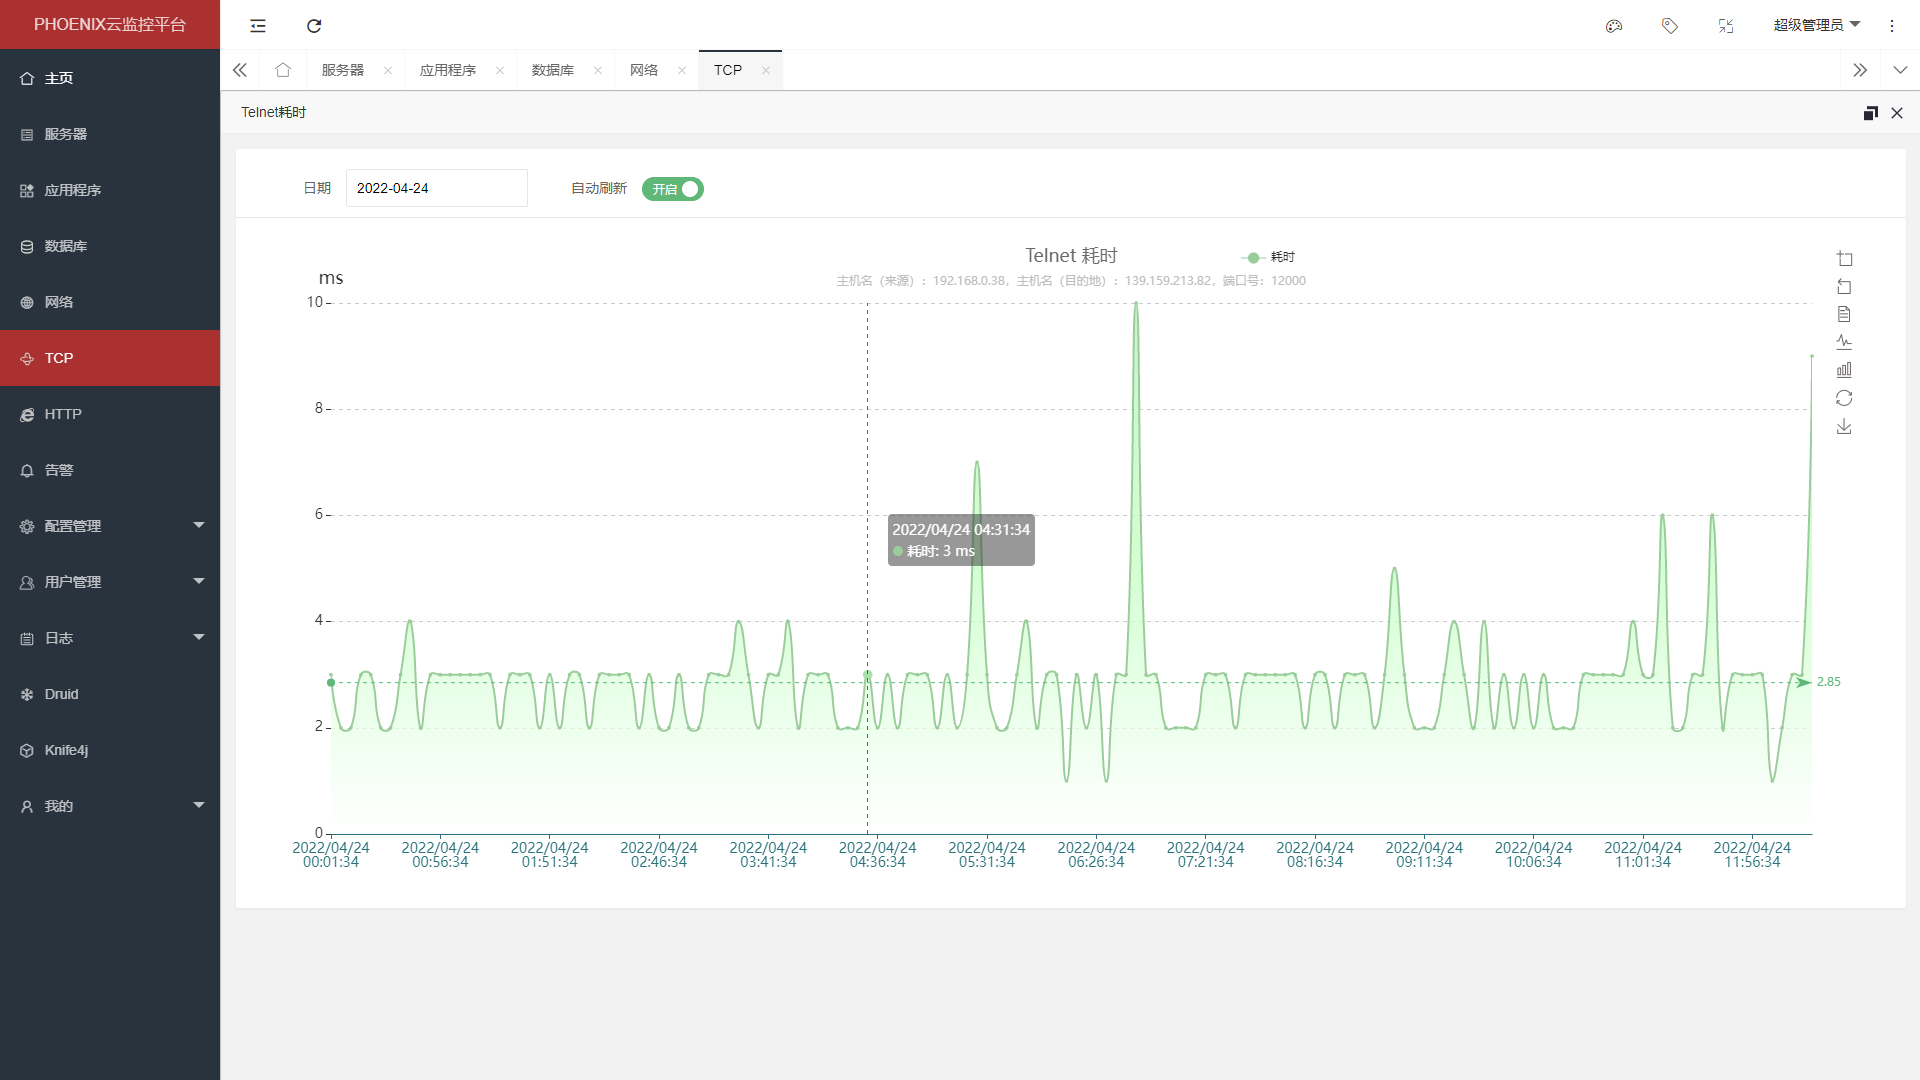 PHOENIX云监控平台
超级管理员
服务器
应用程序
数据库
网络
TCP
Telnet耗时
主页
服务器
应用程序
数据库
网络
TCP
HTTP
告警
配置管理
用户管理
日志
Druid
Knife4j
我的
日期 2022-04-24 自动刷新 开启
Telnet 耗时
耗时
主机名（来源）：192.168.0.38，主机名（目的地）：139.159.213.82，端口号：12000
ms
10
8
6
4
2
0
2022/04/24 04:31:34
耗时: 3 ms
2.85
2022/04/24 00:01:34
2022/04/24 00:56:34
2022/04/24 01:51:34
2022/04/24 02:46:34
2022/04/24 03:41:34
2022/04/24 04:36:34
2022/04/24 05:31:34
2022/04/24 06:26:34
2022/04/24 07:21:34
2022/04/24 08:16:34
2022/04/24 09:11:34
2022/04/24 10:06:34
2022/04/24 11:01:34
2022/04/24 11:56:34